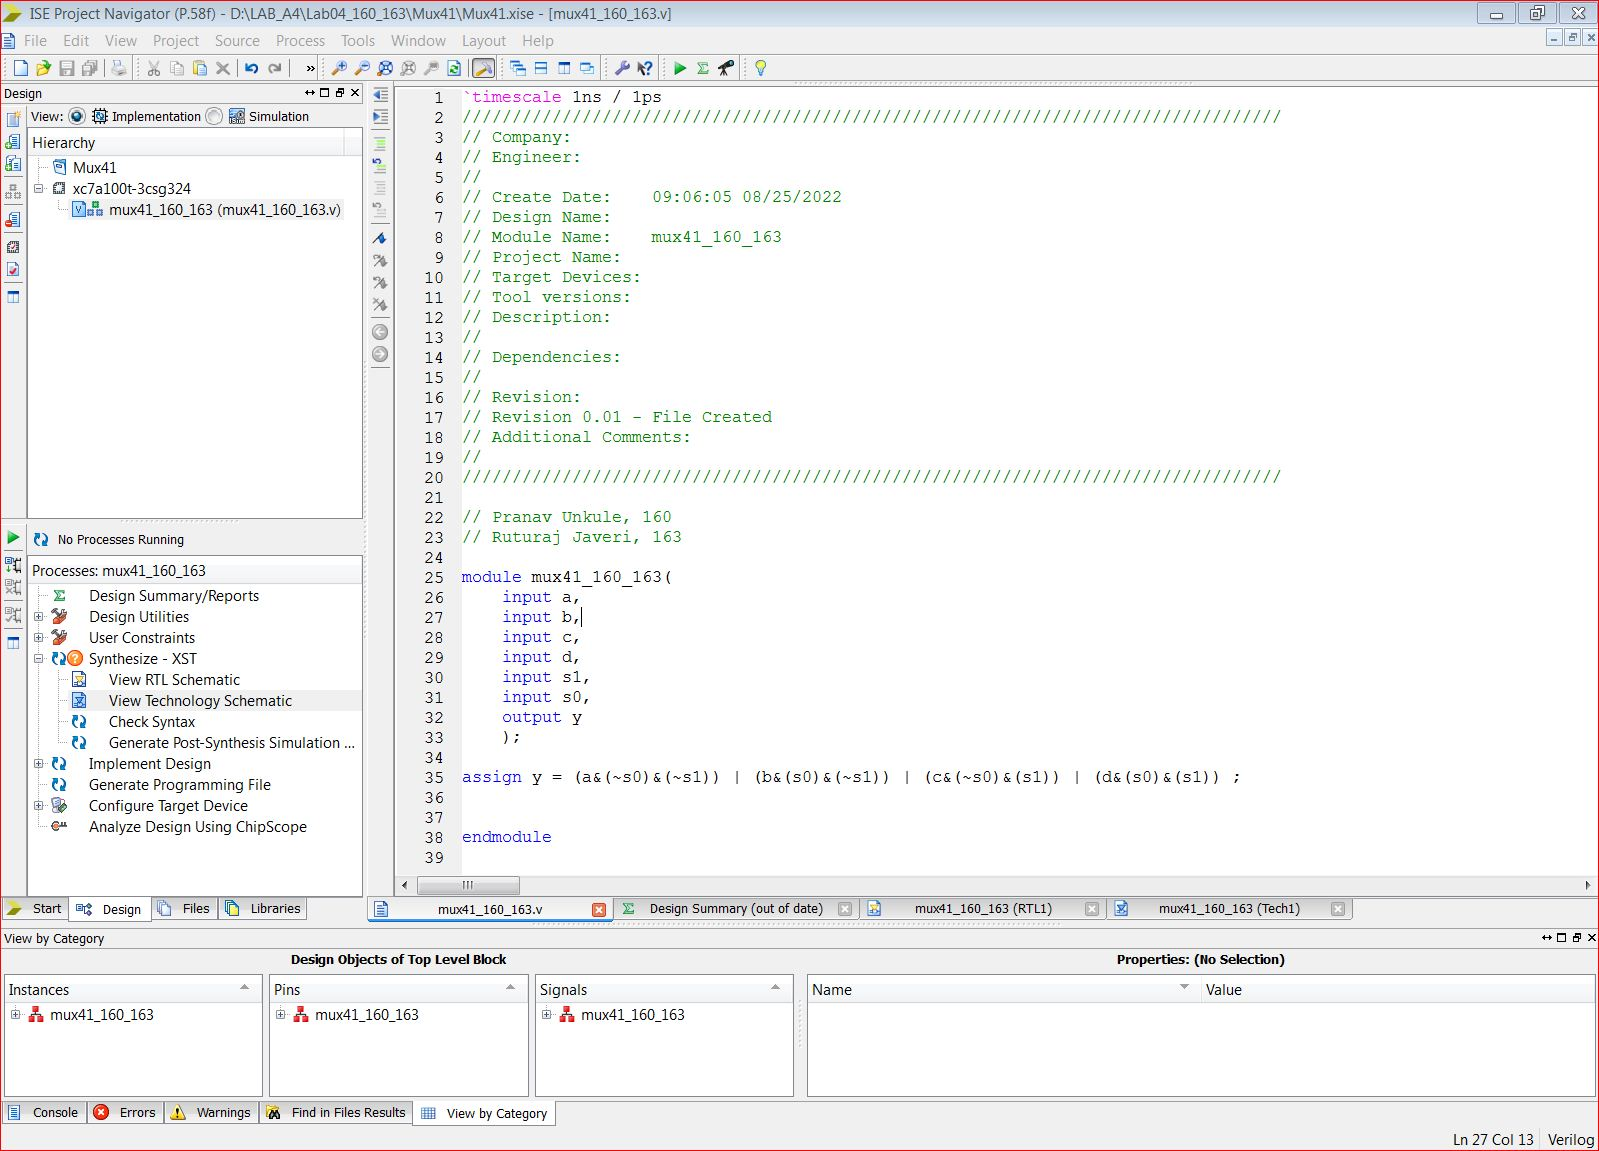 ISE Project Navigator (P.58f) - D:\LAB_A4\Lab04_160_163\Mux41\Mux41.xise - [mux41_160_163.v]
File Edit View Project Source Process Tools Window Layout Help
»
Design
View: Implementation Simulation
Hierarchy
Mux41
xc7a100t-3csg324
mux41_160_163 (mux41_160_163.v)
No Processes Running
Processes: mux41_160_163
Design Summary/Reports
Design Utilities
User Constraints
Synthesize - XST
View RTL Schematic
View Technology Schematic
Check Syntax
Generate Post-Synthesis Simulation ...
Implement Design
Generate Programming File
Configure Target Device
Analyze Design Using ChipScope
Start Design Files Libraries
1 `timescale 1ns / 1ps
2 //////////////////////////////////////////////////////////////////////////////////
3 // Company:
4 // Engineer:
5 //
6 // Create Date:    09:06:05 08/25/2022
7 // Design Name:
8 // Module Name:    mux41_160_163
9 // Project Name:
10 // Target Devices:
11 // Tool versions:
12 // Description:
13 //
14 // Dependencies:
15 //
16 // Revision:
17 // Revision 0.01 - File Created
18 // Additional Comments:
19 //
20 //////////////////////////////////////////////////////////////////////////////////
21
22 // Pranav Unkule, 160
23 // Ruturaj Javeri, 163
24
25 module mux41_160_163(
26     input a,
27     input b,
28     input c,
29     input d,
30     input s1,
31     input s0,
32     output y
33     );
34
35 assign y = (a&(~s0)&(~s1)) | (b&(s0)&(~s1)) | (c&(~s0)&(s1)) | (d&(s0)&(s1)) ;
36
37
38 endmodule
39
mux41_160_163.v Design Summary (out of date) mux41_160_163 (RTL1) mux41_160_163 (Tech1)
View by Category
Design Objects of Top Level Block Properties: (No Selection)
Instances Pins Signals Name Value
mux41_160_163 mux41_160_163 mux41_160_163
Console Errors Warnings Find in Files Results View by Category
Ln 27 Col 13 Verilog